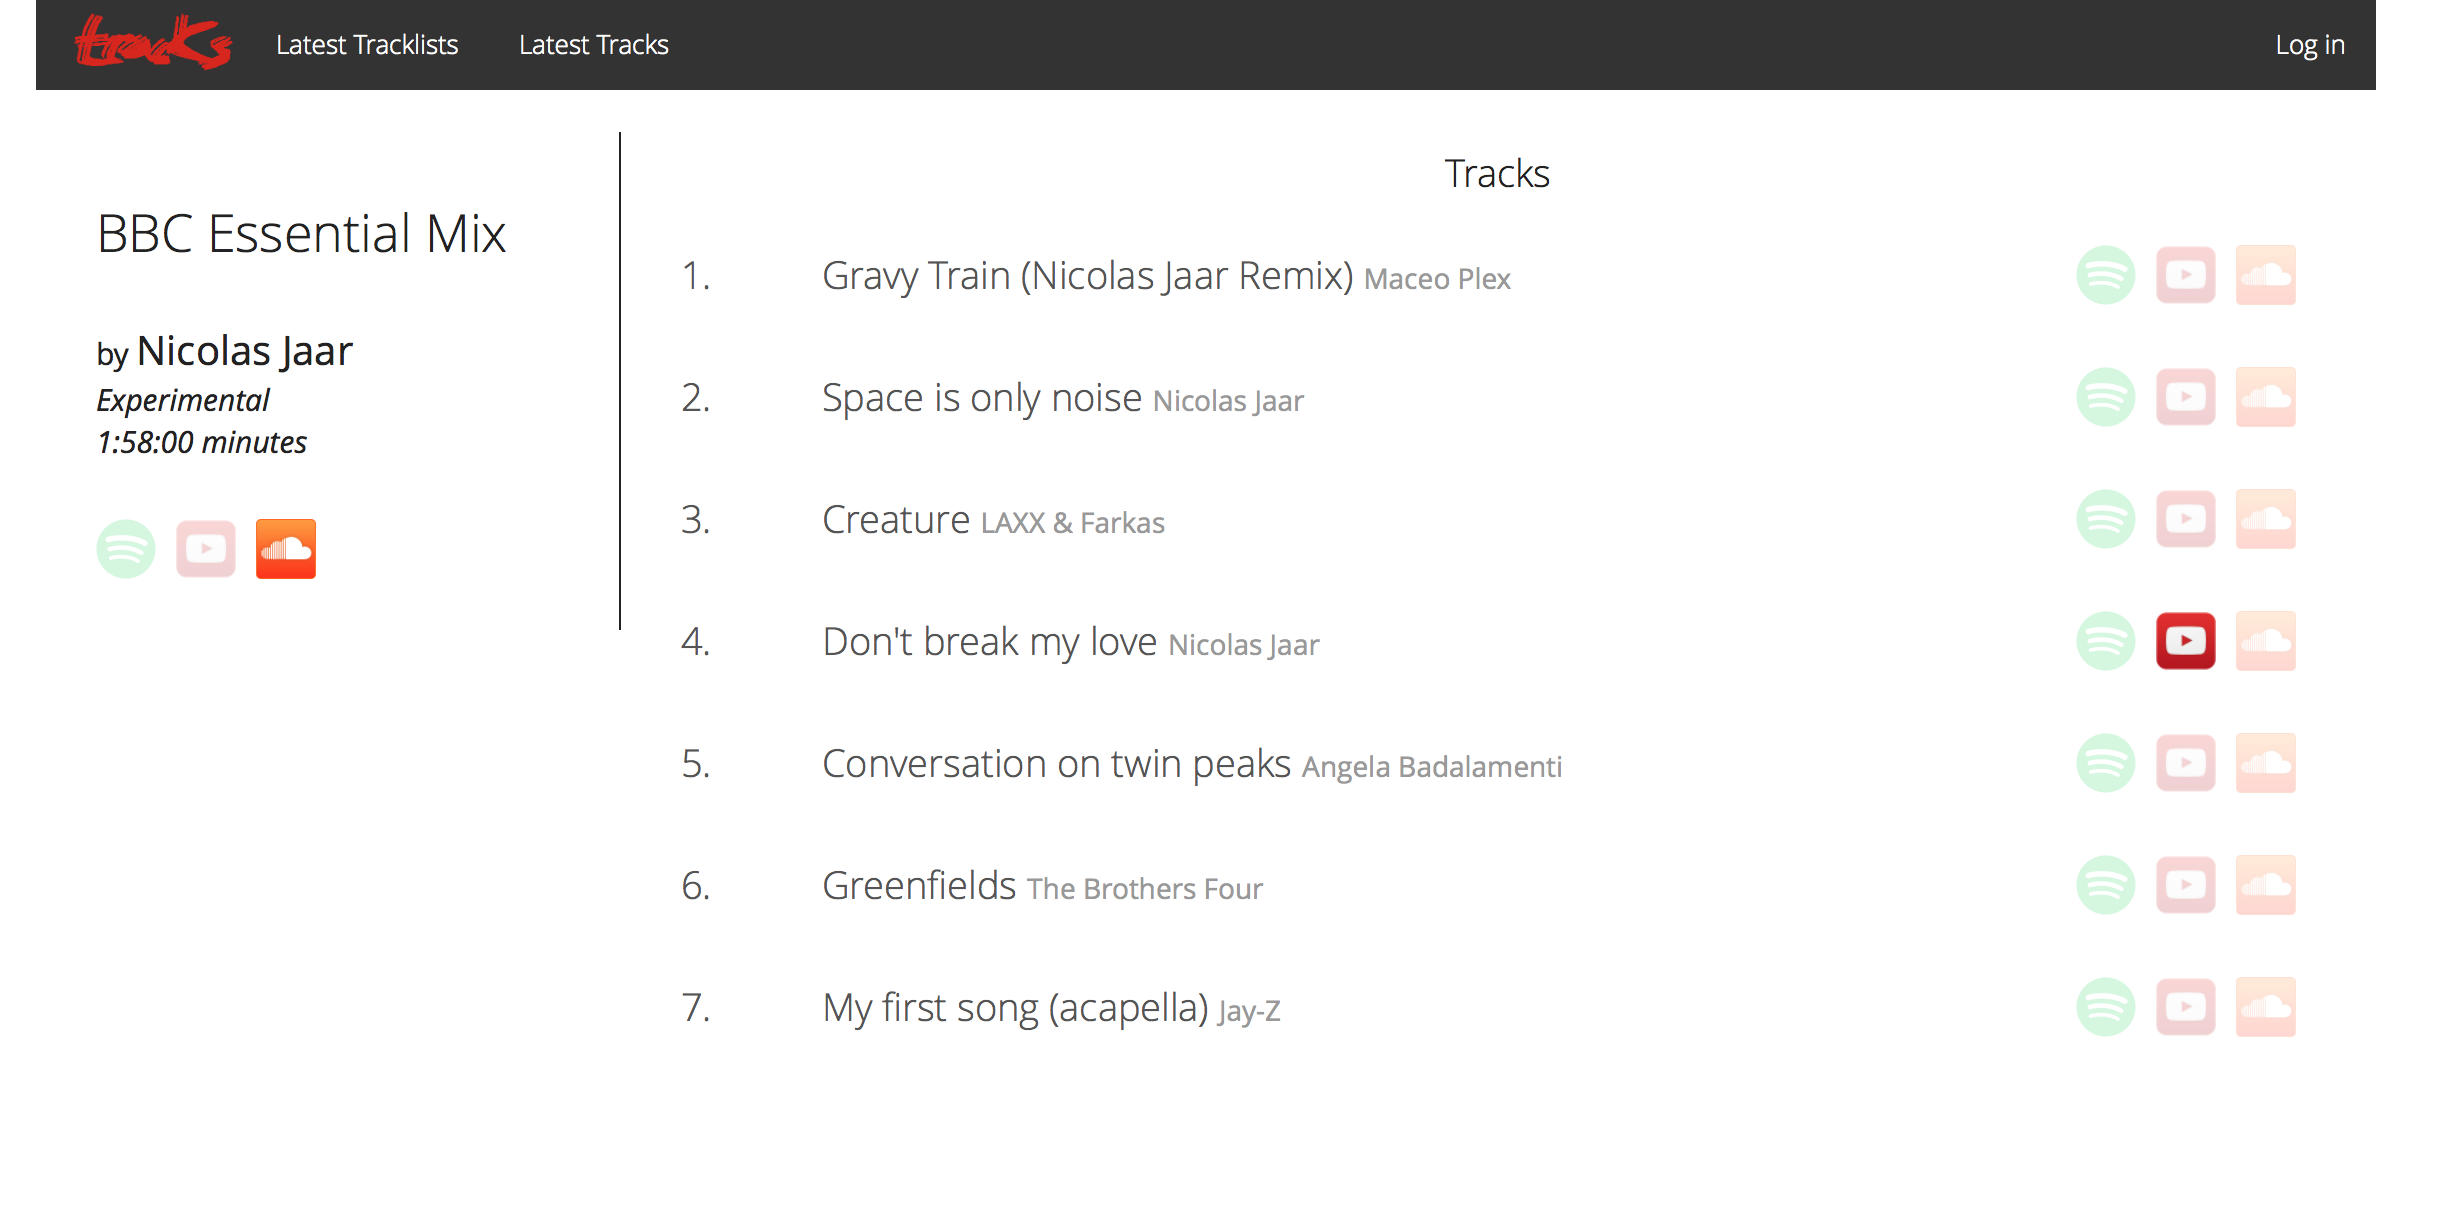 tracks Latest Tracklists Latest Tracks Log in
BBC Essential Mix
by Nicolas Jaar
Experimental
1:58:00 minutes
Tracks
1. Gravy Train (Nicolas Jaar Remix) Maceo Plex
2. Space is only noise Nicolas Jaar
3. Creature LAXX & Farkas
4. Don't break my love Nicolas Jaar
5. Conversation on twin peaks Angela Badalamenti
6. Greenfields The Brothers Four
7. My first song (acapella) Jay-Z